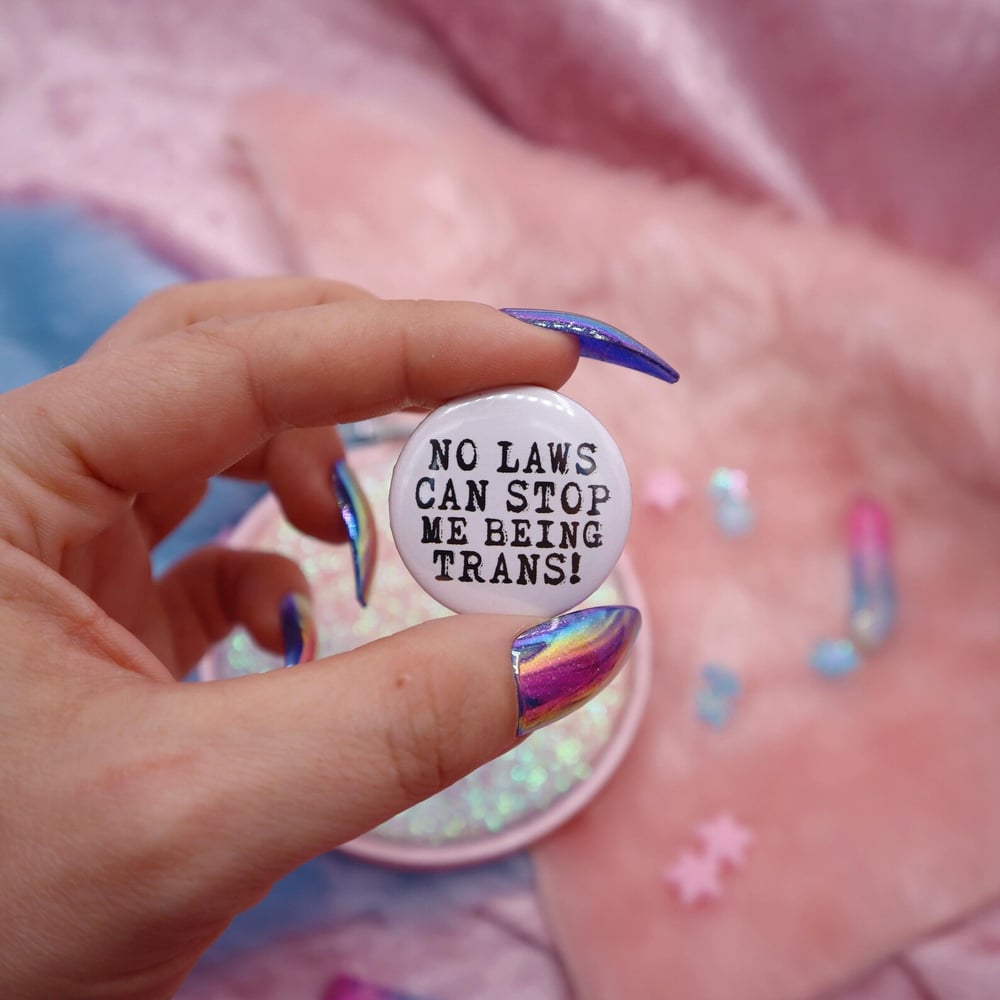 NO LAWS
CAN STOP
ME BEING
TRANS!